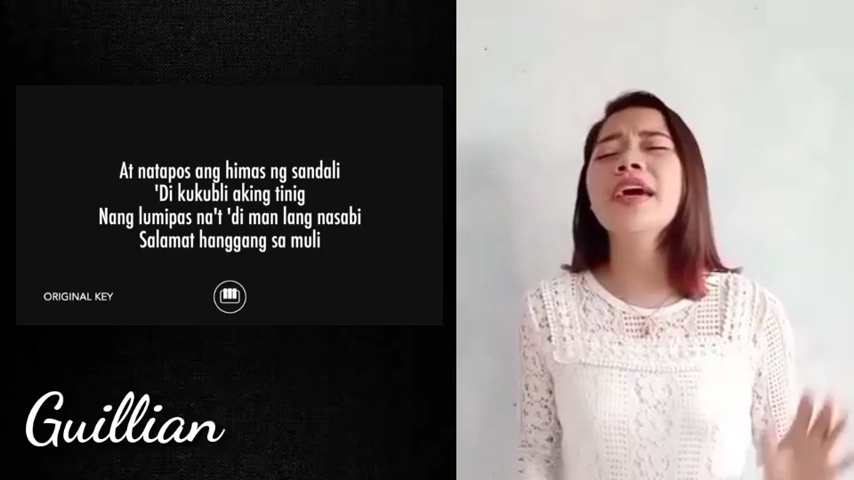 At natapos ang himas ng sandali
'Di kukubli aking tinig
Nang lumipas na't 'di man lang nasabi
Salamat hanggang sa muli
ORIGINAL KEY
Guillian